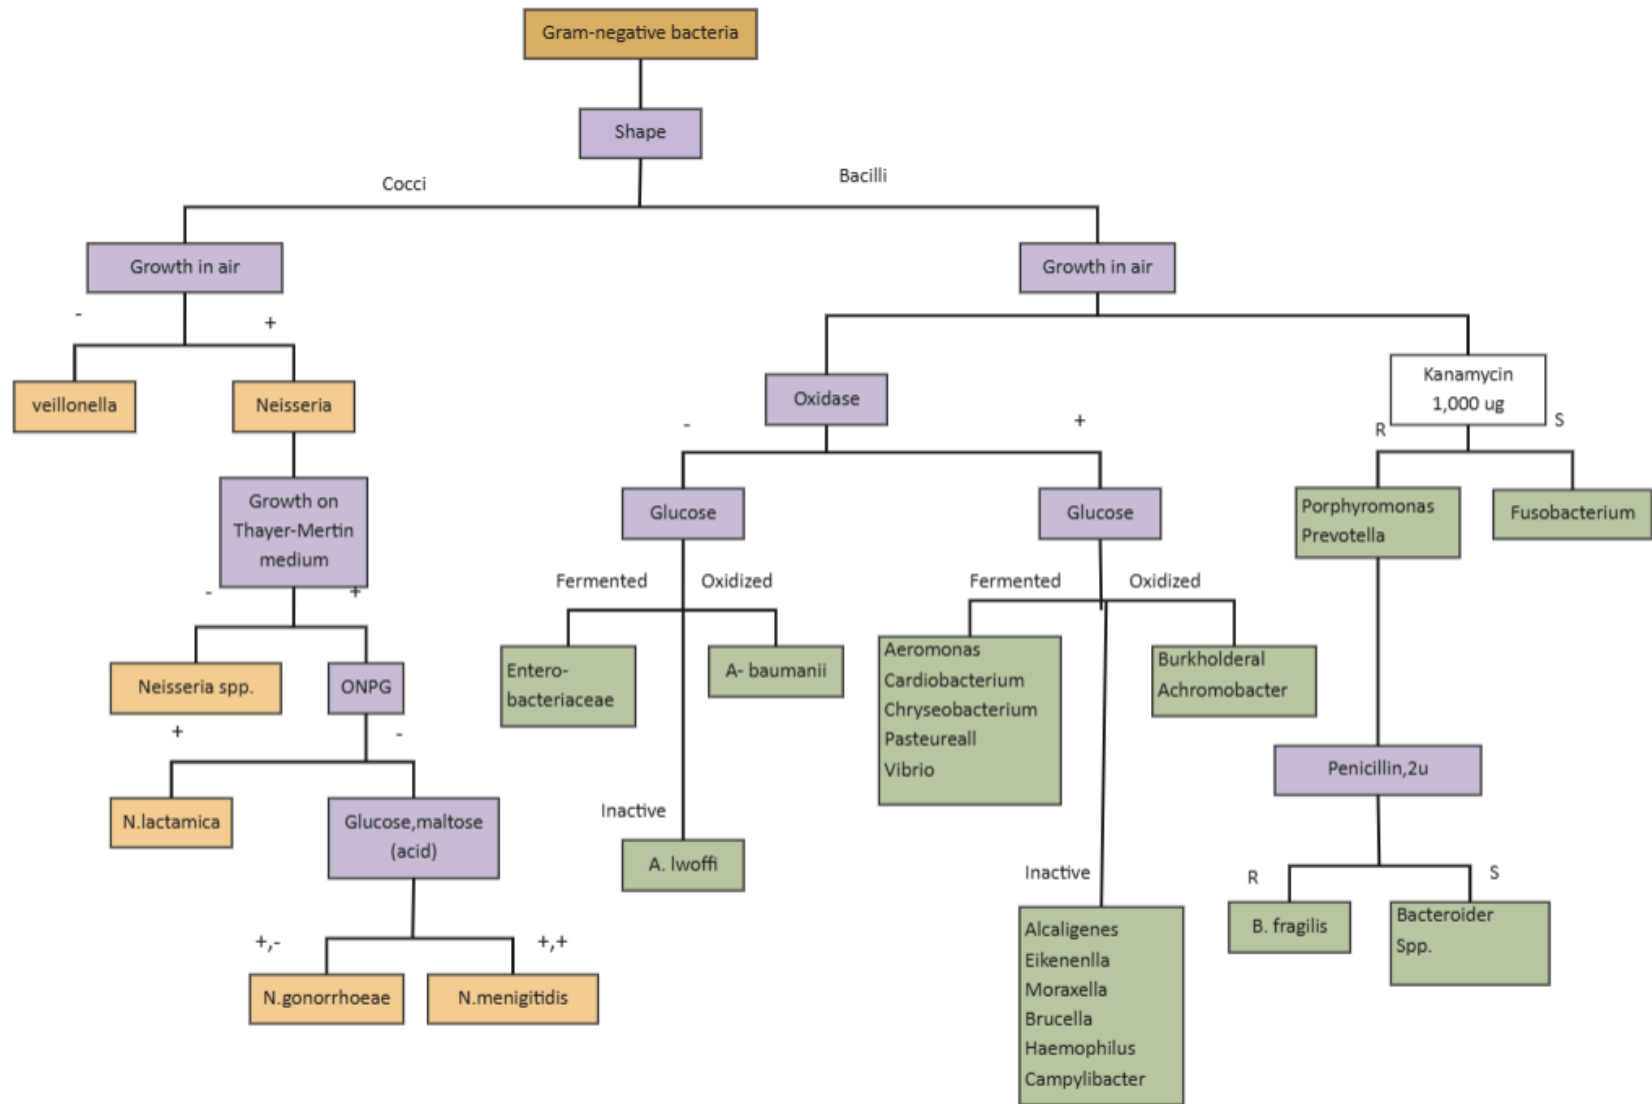 Gram-negative bacteria
Shape
Cocci
Bacilli
Growth in air
Growth in air
-
+
veillonella
Neisseria
Oxidase
Kanamycin
1,000 ug
-
+
R
S
Growth on
Thayer-Mertin
medium
Glucose
Glucose
Porphyromonas
Prevotella
Fusobacterium
-
+
Fermented
Oxidized
Fermented
Oxidized
Neisseria spp.
ONPG
Entero-
bacteriaceae
A- baumanii
Aeromonas
Cardiobacterium
Chryseobacterium
Pasteureall
Vibrio
Burkholderal
Achromobacter
+
-
Penicillin,2u
N.lactamica
Glucose,maltose
(acid)
Inactive
A. lwoffi
Inactive
R
S
B. fragilis
Bacteroider
Spp.
+,-
+,+
N.gonorrhoeae
N.menigitidis
Alcaligenes
Eikenenlla
Moraxella
Brucella
Haemophilus
Campylibacter